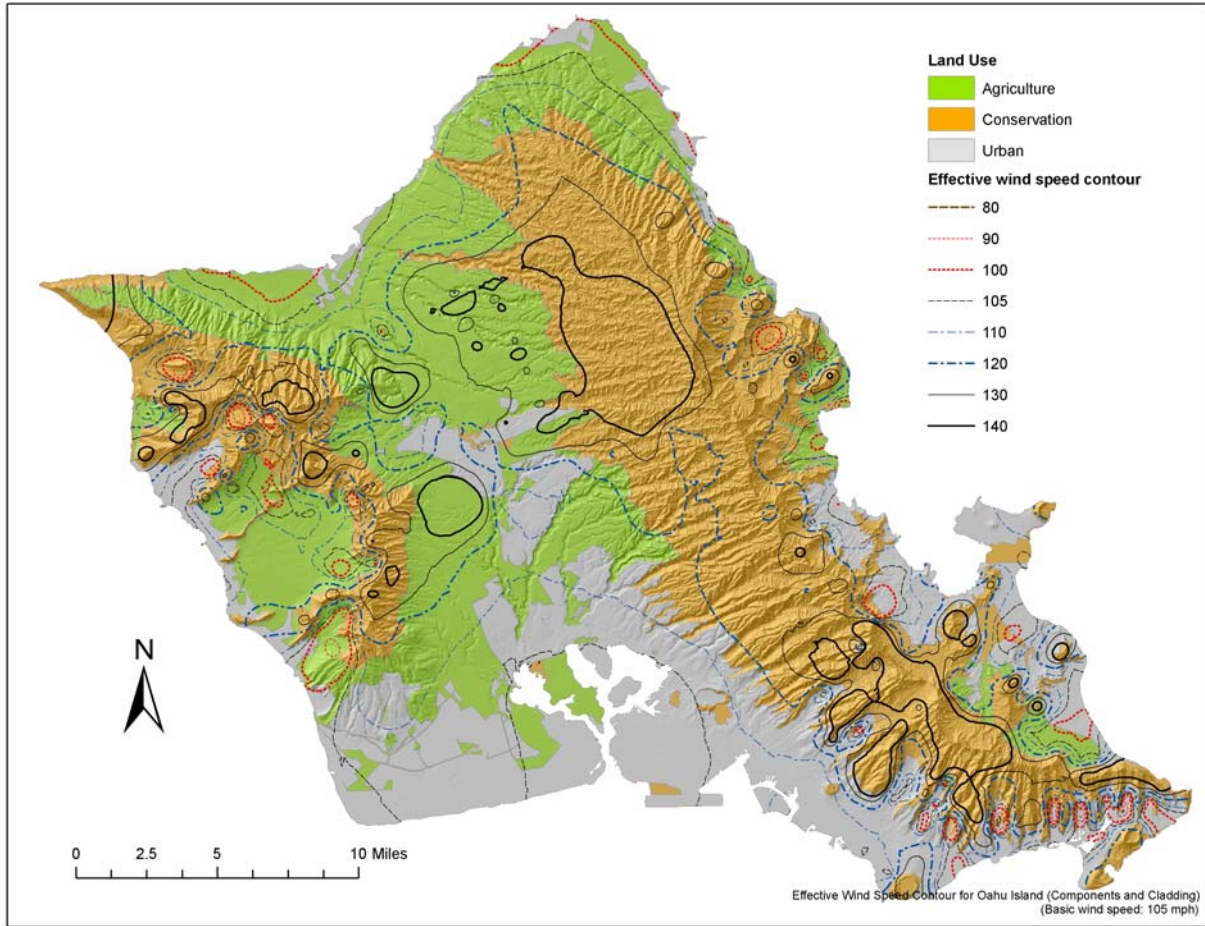 Land Use
Agriculture
Conservation
Urban
Effective wind speed contour
80
90
100
105
110
120
130
140
N
0 2.5 5 10 Miles
Effective Wind Speed Contour for Oahu Island (Components and Cladding)
(Basic wind speed: 105 mph)